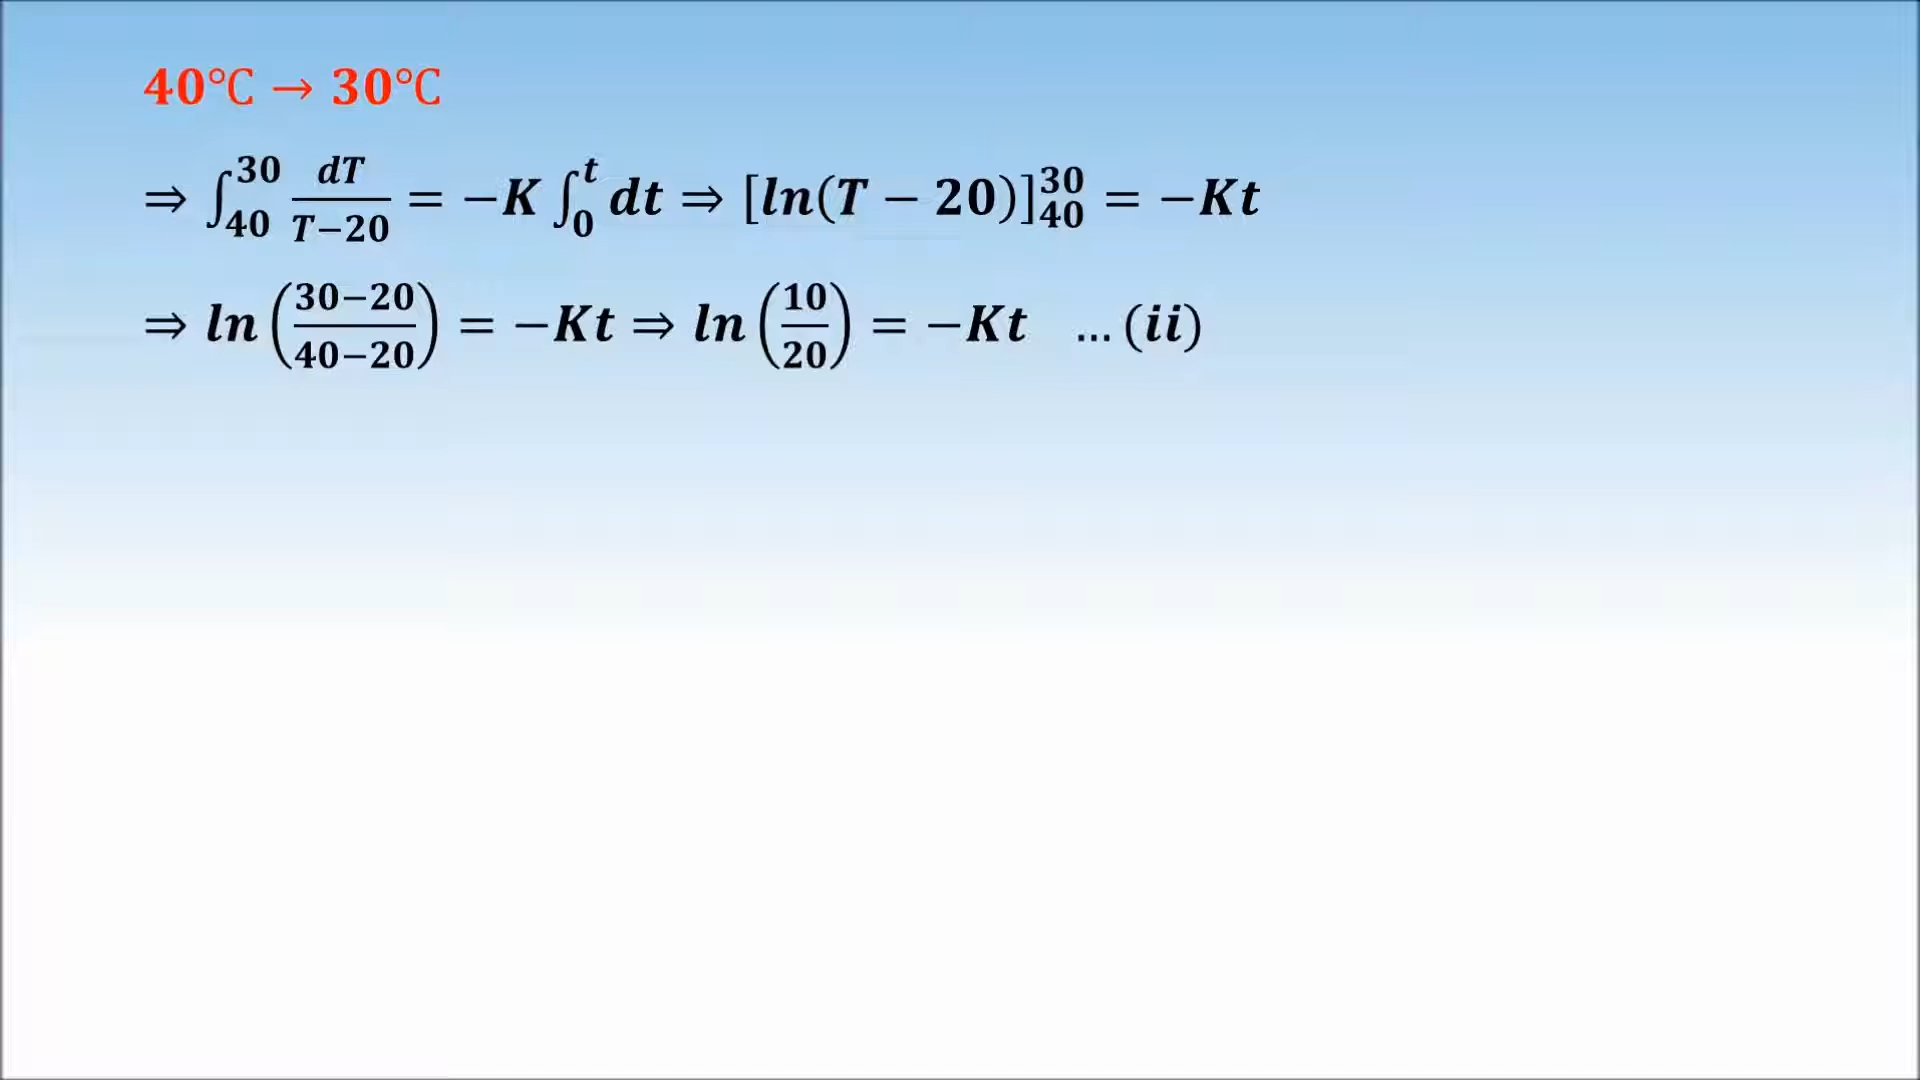 40℃ → 30℃
⇒ ∫₄₀³⁰ dT/(T−20) = −K ∫₀ᵗ dt ⇒ [ln(T − 20)]₄₀³⁰ = −Kt
⇒ ln((30−20)/(40−20)) = −Kt ⇒ ln(10/20) = −Kt … (ii)